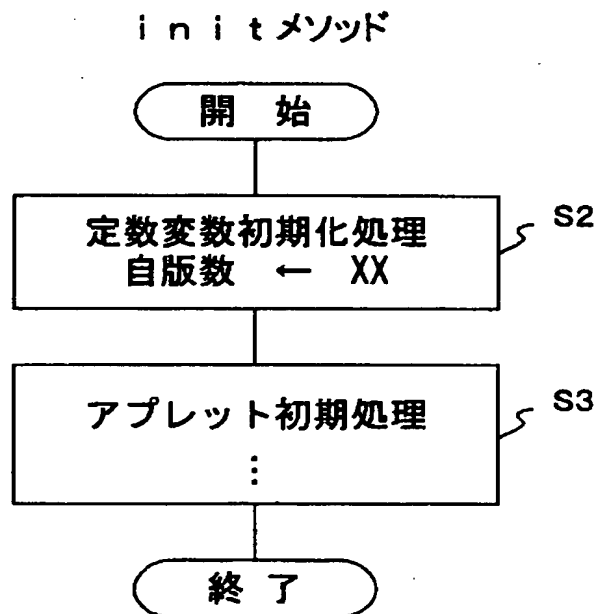 ｉｎｉｔメソッド
開 始
定数変数初期化処理
自版数 ← XX
S2
アプレット初期処理
⋮
S3
終 了